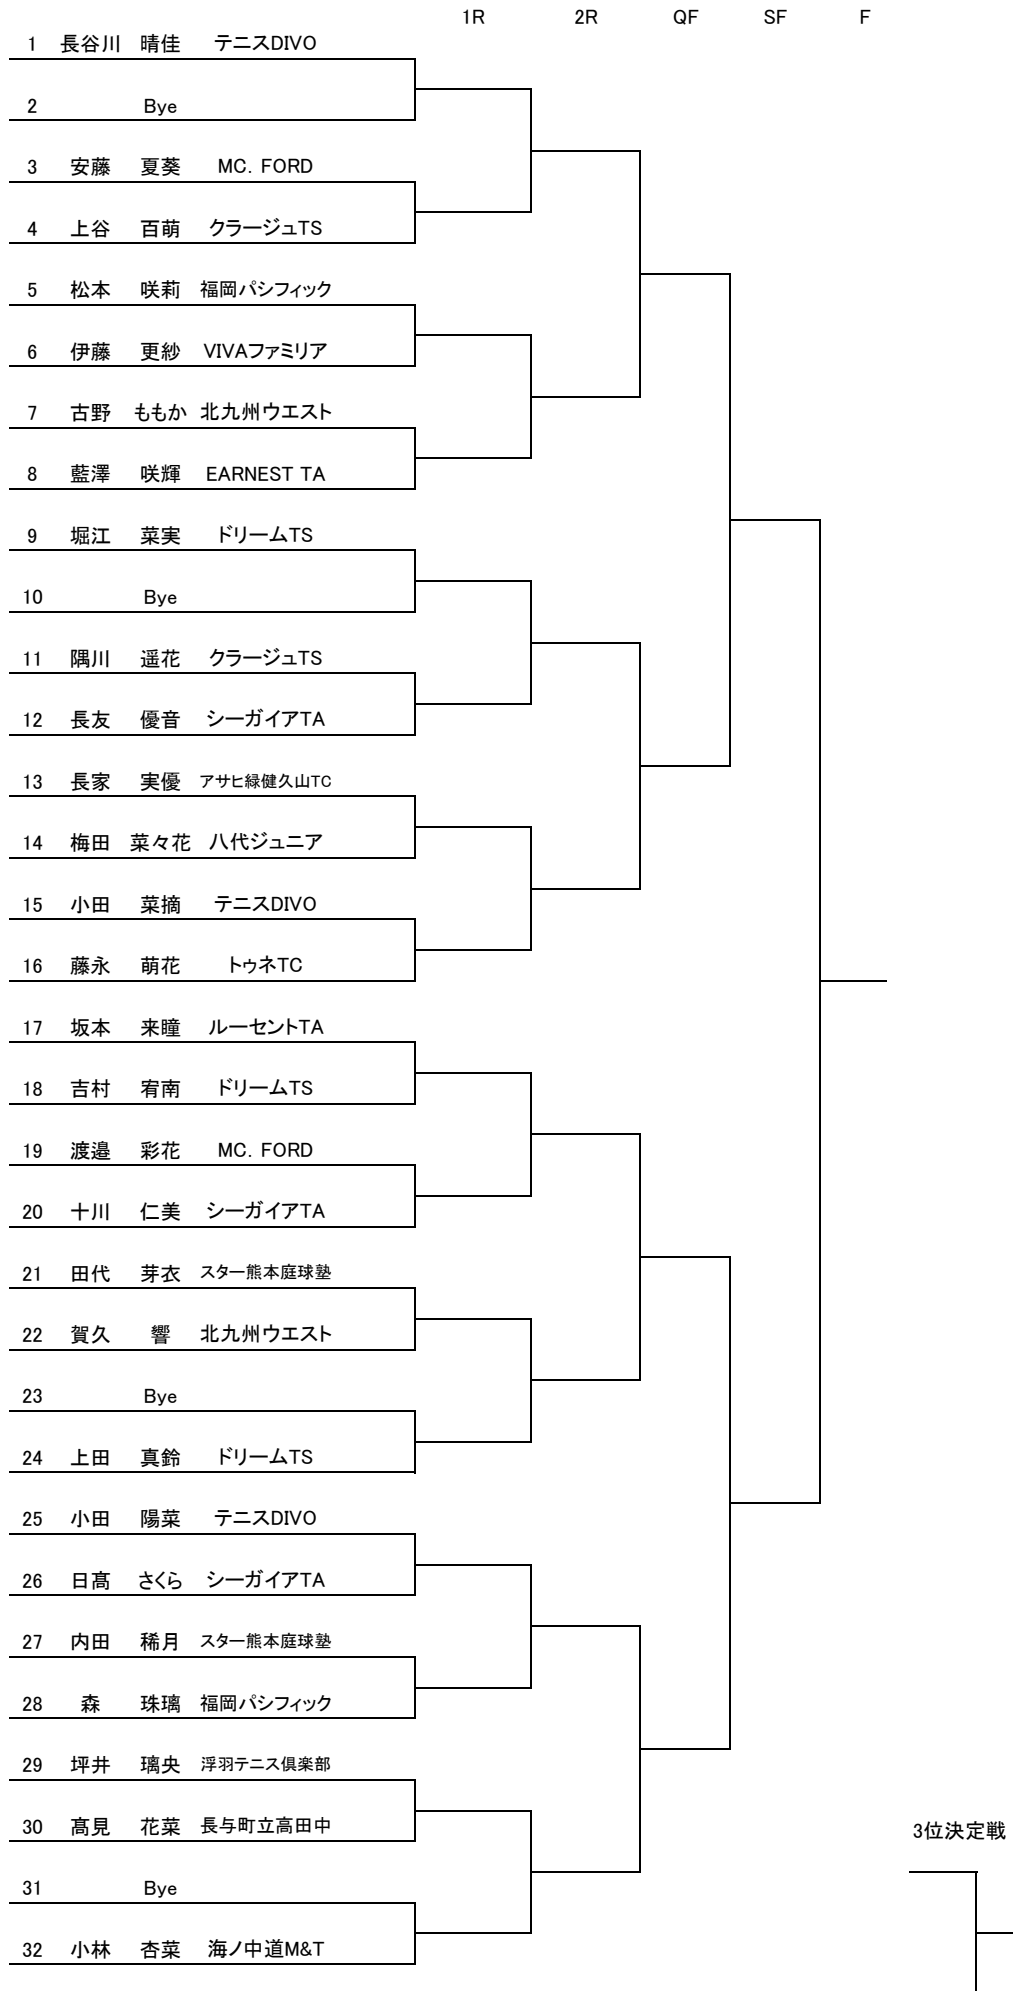 1R 2R QF SF F
1 長谷川 晴佳 テニスDIVO
2 Bye
3 安藤 夏葵 MC. FORD
4 上谷 百萌 クラージュTS
5 松本 咲莉 福岡パシフィック
6 伊藤 更紗 VIVAファミリア
7 古野 ももか 北九州ウエスト
8 藍澤 咲輝 EARNEST TA
9 堀江 菜実 ドリームTS
10 Bye
11 隅川 遥花 クラージュTS
12 長友 優音 シーガイアTA
13 長家 実優 アサヒ緑健久山TC
14 梅田 菜々花 八代ジュニア
15 小田 菜摘 テニスDIVO
16 藤永 萌花 トゥネTC
17 坂本 来瞳 ルーセントTA
18 吉村 宥南 ドリームTS
19 渡邉 彩花 MC. FORD
20 十川 仁美 シーガイアTA
21 田代 芽衣 スター熊本庭球塾
22 賀久 響 北九州ウエスト
23 Bye
24 上田 真鈴 ドリームTS
25 小田 陽菜 テニスDIVO
26 日髙 さくら シーガイアTA
27 内田 稀月 スター熊本庭球塾
28 森 珠璃 福岡パシフィック
29 坪井 璃央 浮羽テニス倶楽部
30 髙見 花菜 長与町立高田中
3位決定戦
31 Bye
32 小林 杏菜 海ノ中道M&T